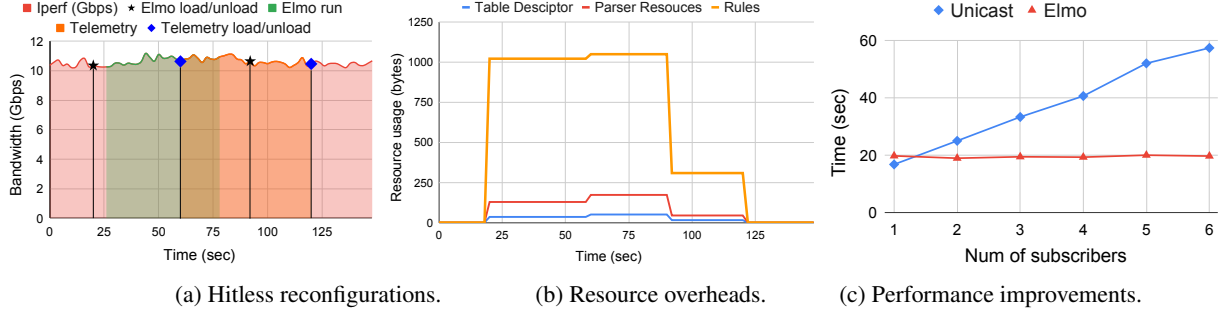 Iperf (Gbps) Elmo load/unload Elmo run
Telemetry Telemetry load/unload
12
10
8
6
4
2
0
Bandwidth (Gbps)
0 25 50 75 100 125
Time (sec)
(a) Hitless reconfigurations.
Table Desciptor Parser Resouces Rules
1250
1000
750
500
250
0
Resource usage (bytes)
0 25 50 75 100 125
Time (sec)
(b) Resource overheads.
Unicast Elmo
60
40
20
0
Time (sec)
1 2 3 4 5 6
Num of subscribers
(c) Performance improvements.